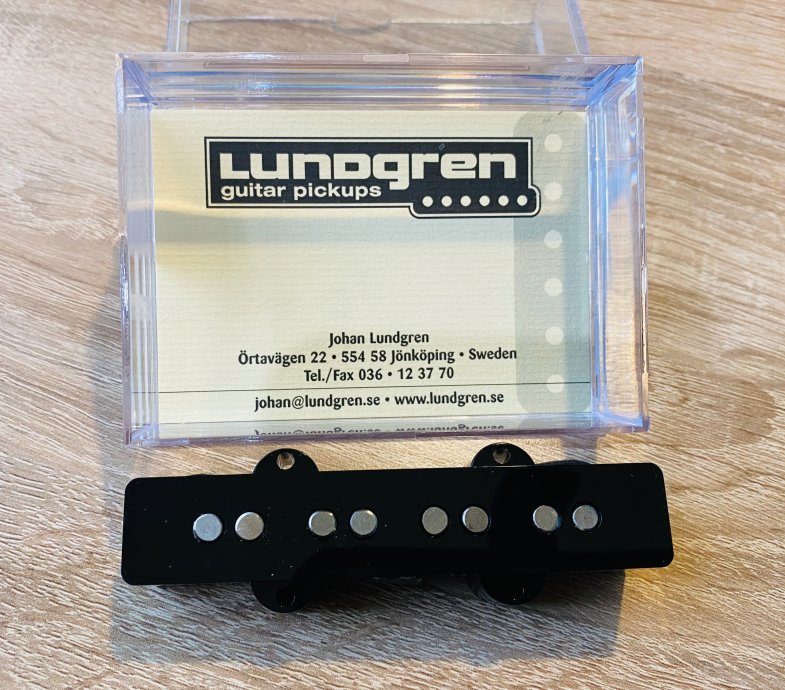 Lundgren
guitar pickups
Johan Lundgren
Örtavägen 22 • 554 58 Jönköping • Sweden
Tel./Fax 036 • 12 37 70
johan@lundgren.se • www.lundgren.se